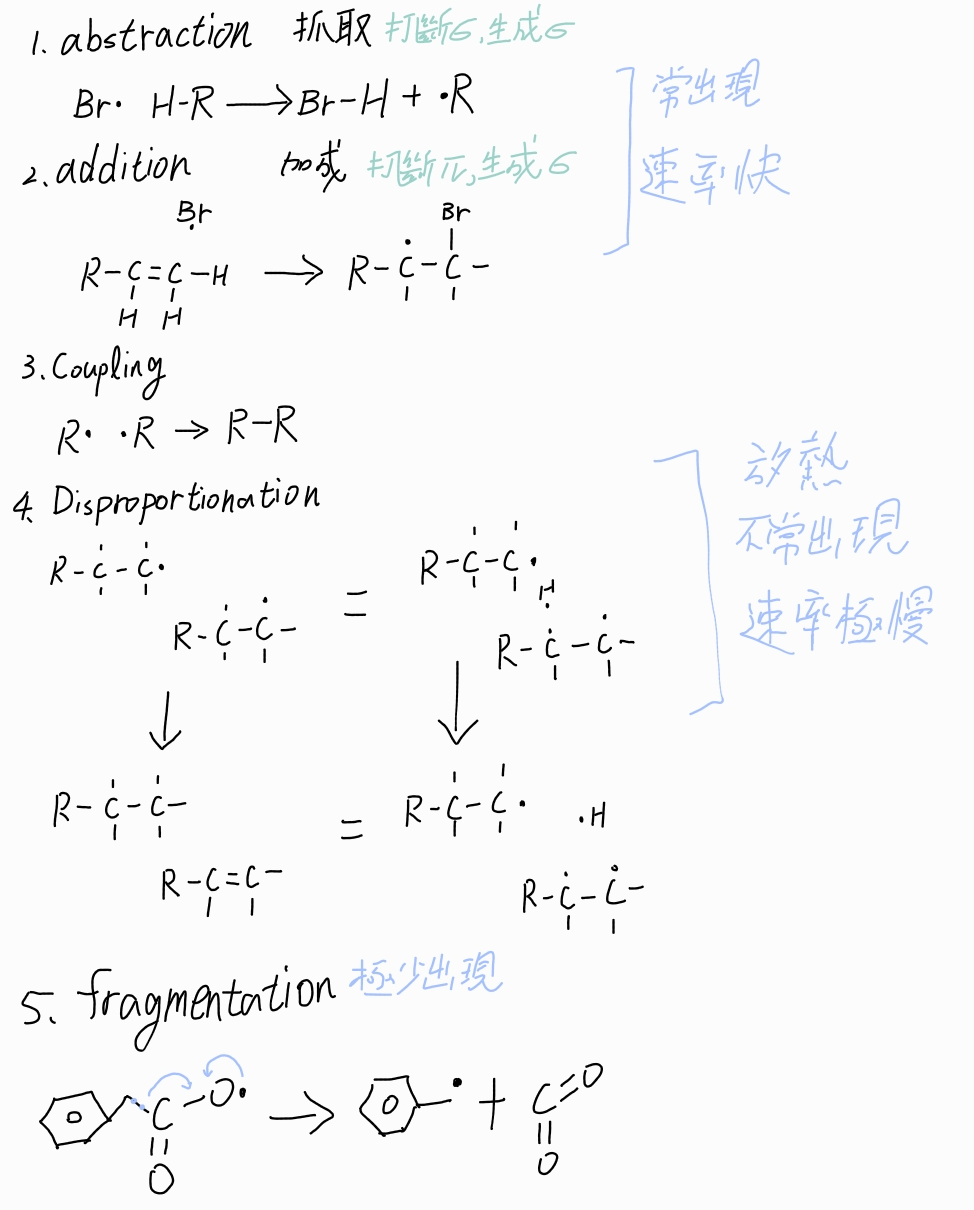 1. abstraction 抓取 打斷σ,生成σ
Br· H-R → Br-H + ·R
常出現
速率快
2. addition 加成 打斷π,生成σ
Br
·
R-C=C-H → R-C-C-
Br
H H
3. Coupling
R· ·R → R-R
4. Disproportionation
放熱
不常出現
速率極慢
R-C-C·
R-C-C-
=
R-C-C·
H
R-C-C-
↓ ↓
R-C-C-
R-C=C-
=
R-C-C· ·H
R-C-C-
5. fragmentation 極少出現
C-O· → · + C=O
O O